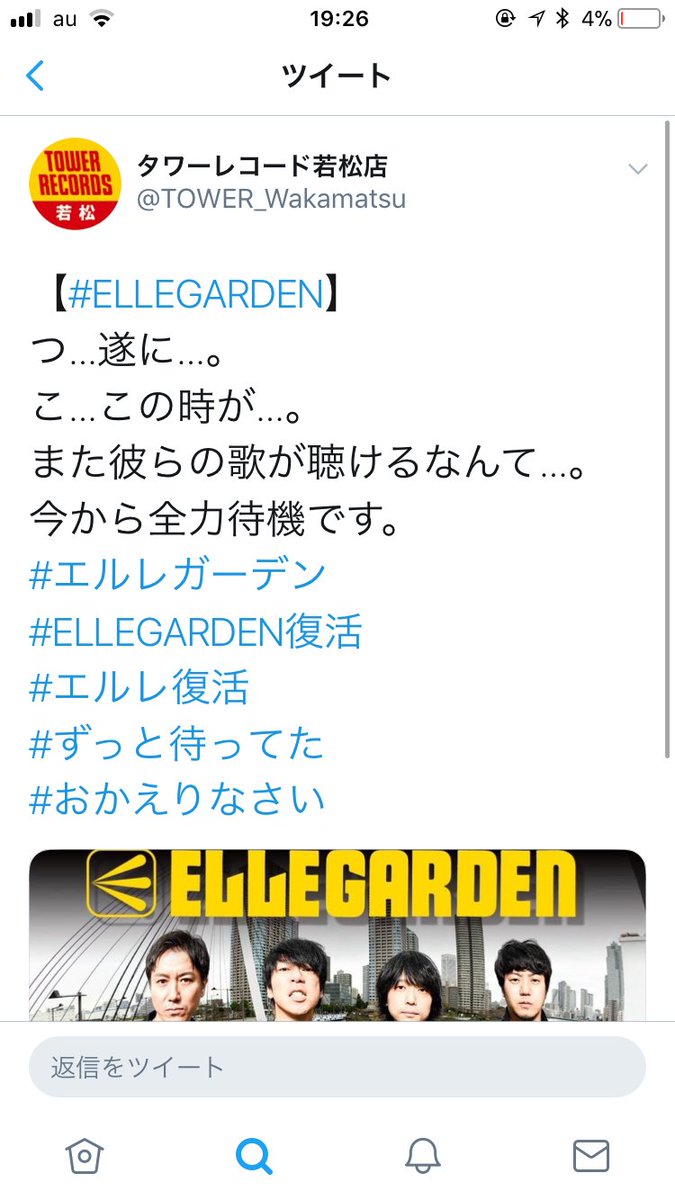 au 19:26 4%
ツイート
TOWER
RECORDS
若松
タワーレコード若松店
@TOWER_Wakamatsu
【#ELLEGARDEN】
つ…遂に…。
こ…この時が…。
また彼らの歌が聴けるなんて…。
今から全力待機です。
#エルレガーデン
#ELLEGARDEN復活
#エルレ復活
#ずっと待ってた
#おかえりなさい
ELLEGARDEN
返信をツイート